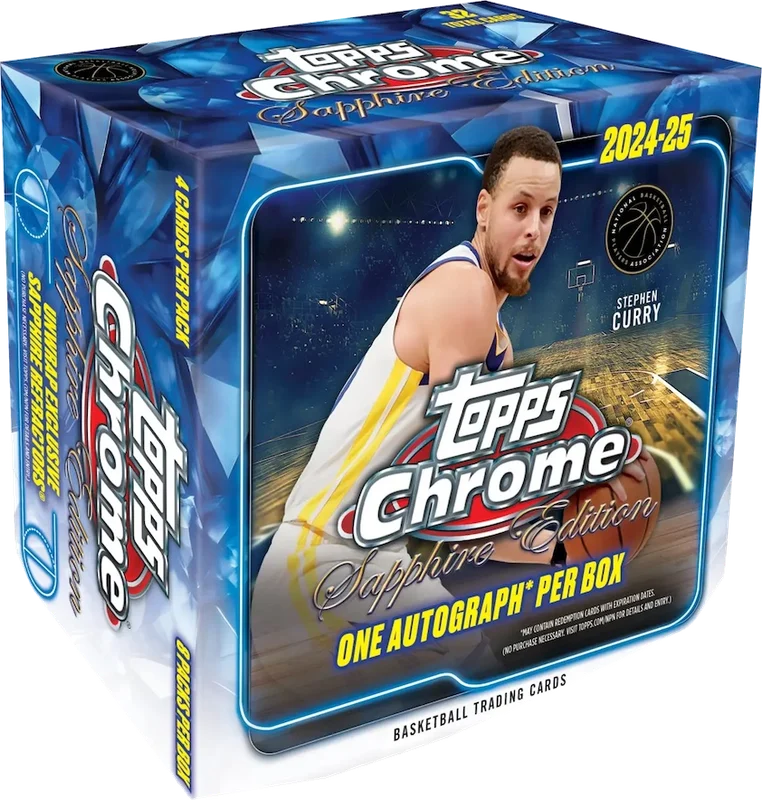 32
TOTAL CARDS
Topps
Chrome
Sapphire Edition
2024-25
NATIONAL BASKETBALL
PLAYERS ASSOCIATION
STEPHEN
CURRY
Topps
Chrome
Sapphire Edition
ONE AUTOGRAPH* PER BOX
*MAY CONTAIN REDEMPTION CARDS WITH EXPIRATION DATES.
(NO PURCHASE NECESSARY. VISIT TOPPS.COM/NPN FOR DETAILS AND ENTRY.)
BASKETBALL TRADING CARDS
4 CARDS PER PACK
8 PACKS PER BOX
Topps
Chrome
Sapphire Edition
UNWRAP EXCLUSIVE
SAPPHIRE REFRACTORS*